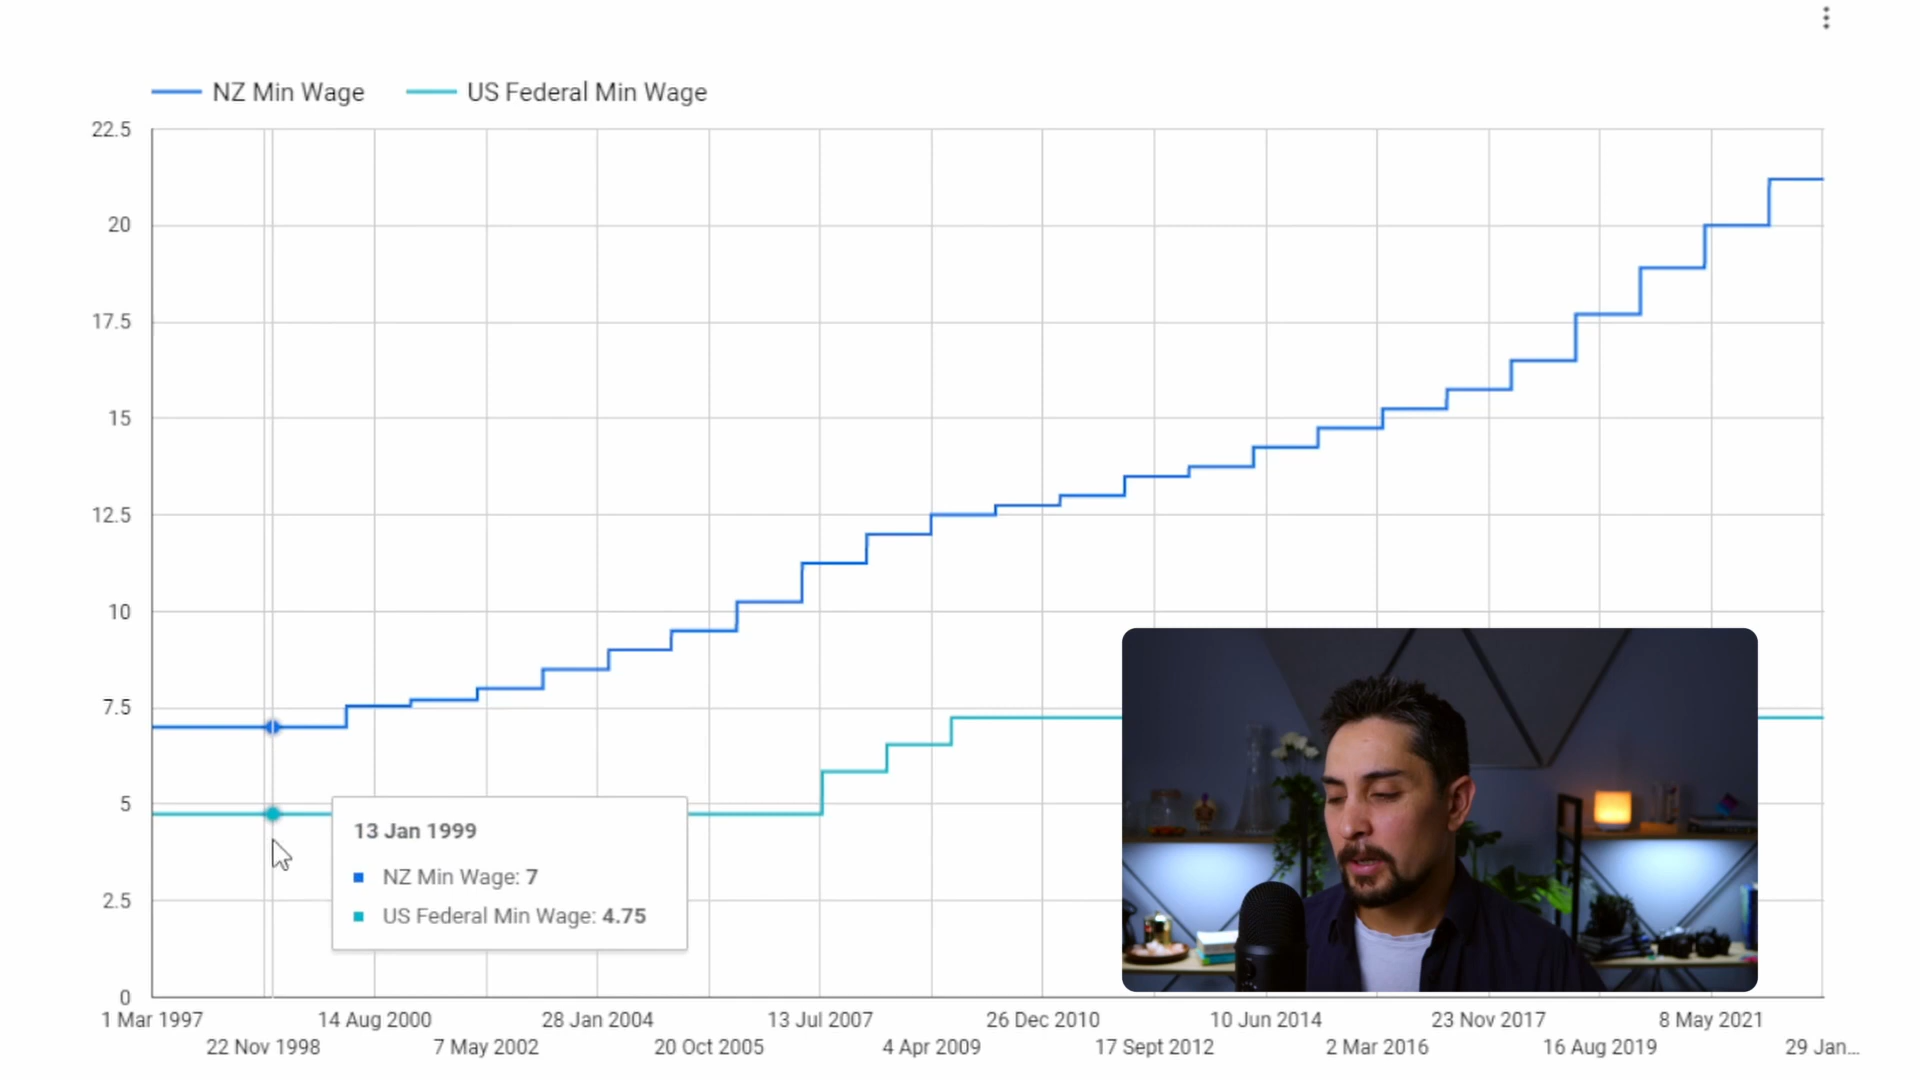 NZ Min Wage US Federal Min Wage
22.5
20
17.5
15
12.5
10
7.5
5
2.5
0
13 Jan 1999
NZ Min Wage: 7
US Federal Min Wage: 4.75
1 Mar 1997 14 Aug 2000 28 Jan 2004 13 Jul 2007 26 Dec 2010 10 Jun 2014 23 Nov 2017 8 May 2021
22 Nov 1998 7 May 2002 20 Oct 2005 4 Apr 2009 17 Sept 2012 2 Mar 2016 16 Aug 2019 29 Jan...